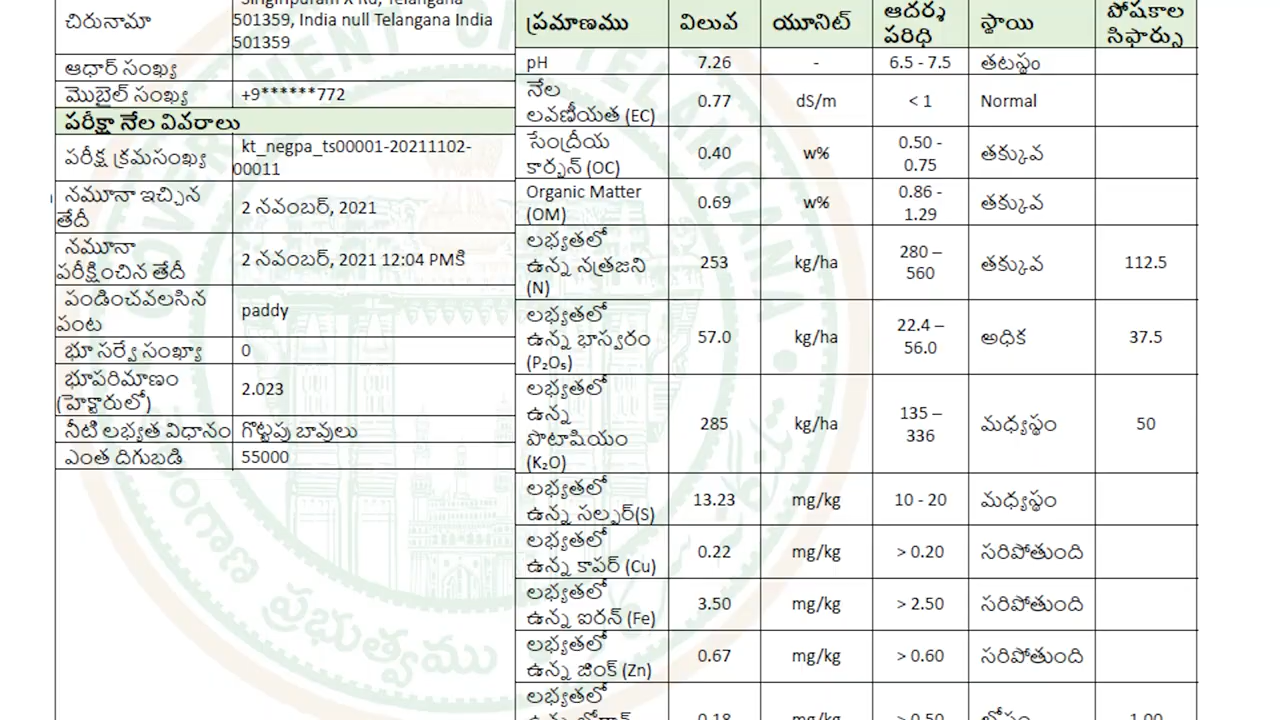 చిరునామా
501359, India null Telangana India
501359
ఆధార్ సంఖ్య
మొబైల్ సంఖ్య +9******772
పరీక్షా నేల వివరాలు
పరీక్ష క్రమసంఖ్య
kt_negpa_ts00001-20211102-
00011
నమూనా ఇచ్చిన
తేదీ
2 నవంబర్, 2021
నమూనా
పరీక్షించిన తేదీ
2 నవంబర్, 2021 12:04 PMకి
పండించవలసిన
పంట
paddy
భూ సర్వే సంఖ్యా 0
భూపరిమాణం
(హెక్టారులో)
2.023
నీటి లభ్యత విధానం గొట్టపు బావులు
ఎంత దిగుబడి 55000
ప్రమాణము విలువ యూనిట్ ఆదర్శ
పరిధి
స్థాయి పోషకాల
సిఫార్సు
pH 7.26 - 6.5 - 7.5 తటస్థం
నేల
లవణీయత (EC)
0.77 dS/m < 1 Normal
సేంద్రీయ
కార్బన్ (OC)
0.40 w% 0.50 -
0.75
తక్కువ
Organic Matter
(OM)
0.69 w% 0.86 -
1.29
తక్కువ
లభ్యతలో
ఉన్న నత్రజని
(N)
253 kg/ha 280 –
560
తక్కువ 112.5
లభ్యతలో
ఉన్న భాస్వరం
(P₂O₅)
57.0 kg/ha 22.4 –
56.0
అధిక 37.5
లభ్యతలో
ఉన్న
పొటాషియం
(K₂O)
285 kg/ha 135 –
336
మధ్యస్థం 50
లభ్యతలో
ఉన్న సల్ఫర్(S)
13.23 mg/kg 10 - 20 మధ్యస్థం
లభ్యతలో
ఉన్న కాపర్ (Cu)
0.22 mg/kg > 0.20 సరిపోతుంది
లభ్యతలో
ఉన్న ఐరన్ (Fe)
3.50 mg/kg > 2.50 సరిపోతుంది
లభ్యతలో
ఉన్న జింక్ (Zn)
0.67 mg/kg > 0.60 సరిపోతుంది
లభ్యతలో
GOVERNMENT OF TELANGANA
తెలంగాణ ప్రభుత్వము